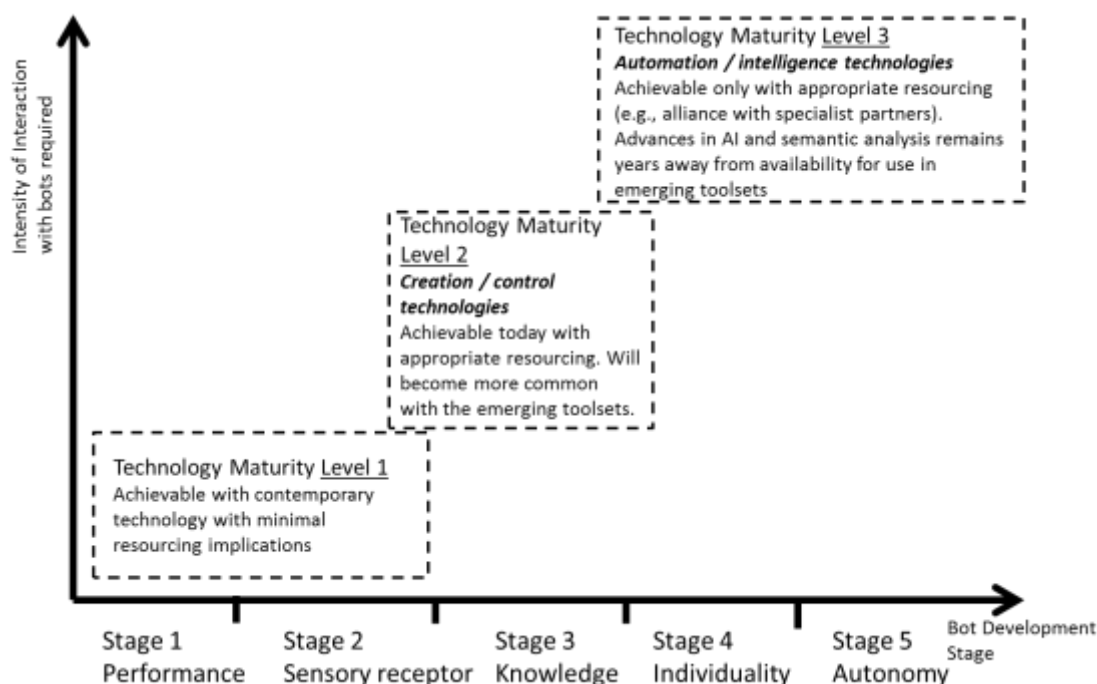 Intensity of Interaction
with bots required
Technology Maturity Level 3
Automation / intelligence technologies
Achievable only with appropriate resourcing
(e.g., alliance with specialist partners).
Advances in AI and semantic analysis remains
years away from availability for use in
emerging toolsets
Technology Maturity
Level 2
Creation / control
technologies
Achievable today with
appropriate resourcing. Will
become more common
with the emerging toolsets.
Technology Maturity Level 1
Achievable with contemporary
technology with minimal
resourcing implications
Stage 1
Performance
Stage 2
Sensory receptor
Stage 3
Knowledge
Stage 4
Individuality
Stage 5
Autonomy
Bot Development
Stage